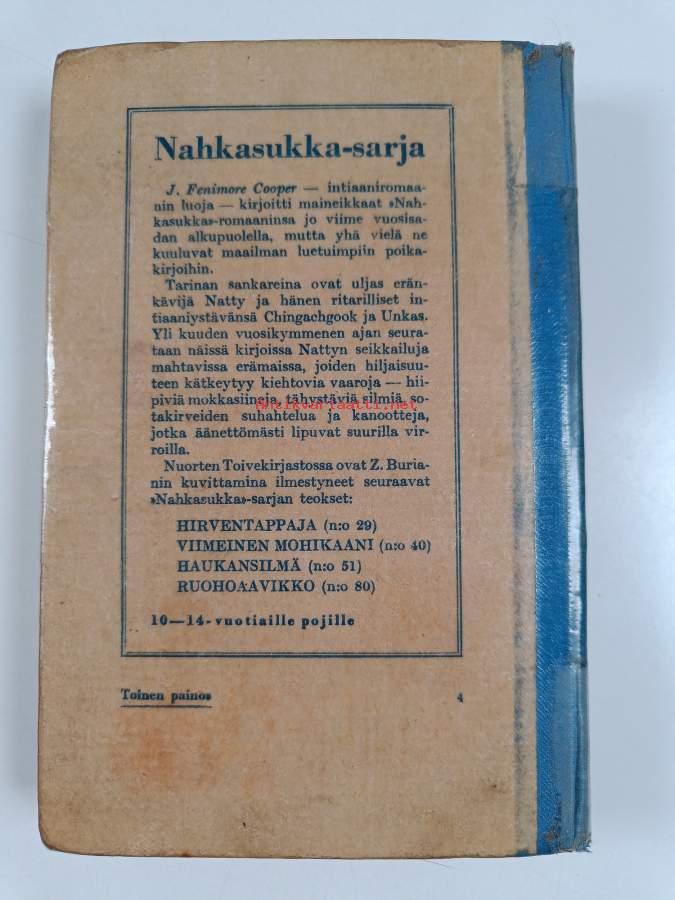 Nahkasukka-sarja
J. Fenimore Cooper — intiaaniromaa-
nin luoja — kirjoitti maineikkaat »Nah-
kasukka»-romaaninsa jo viime vuosisa-
dan alkupuolella, mutta yhä vielä ne
kuuluvat maailman luetuimpiin poika-
kirjoihin.
Tarinan sankareina ovat uljas erän-
kävijä Natty ja hänen ritarilliset in-
tiaaniystävänsä Chingachgook ja Unkas.
Yli kuuden vuosikymmenen ajan seura-
taan näissä kirjoissa Nattyn seikkailuja
mahtavissa erämaissa, joiden hiljaisuu-
teen kätkeytyy kiehtovia vaaroja — hii-
piviä mokkasiineja, tähystäviä silmiä, so-
Antikvariaatti.net
takirveiden suhahtelua ja kanootteja,
jotka äänettömästi lipuvat suurilla vir-
roilla.
Nuorten Toivekirjastossa ovat Z. Buria-
nin kuvittamina ilmestyneet seuraavat
»Nahkasukka»-sarjan teokset:
HIRVENTAPPAJA (n:o 29)
VIIMEINEN MOHIKAANI (n:o 40)
HAUKANSILMÄ (n:o 51)
RUOHOAAVIKKO (n:o 80)
10—14-vuotiaille pojille
Toinen painos 4